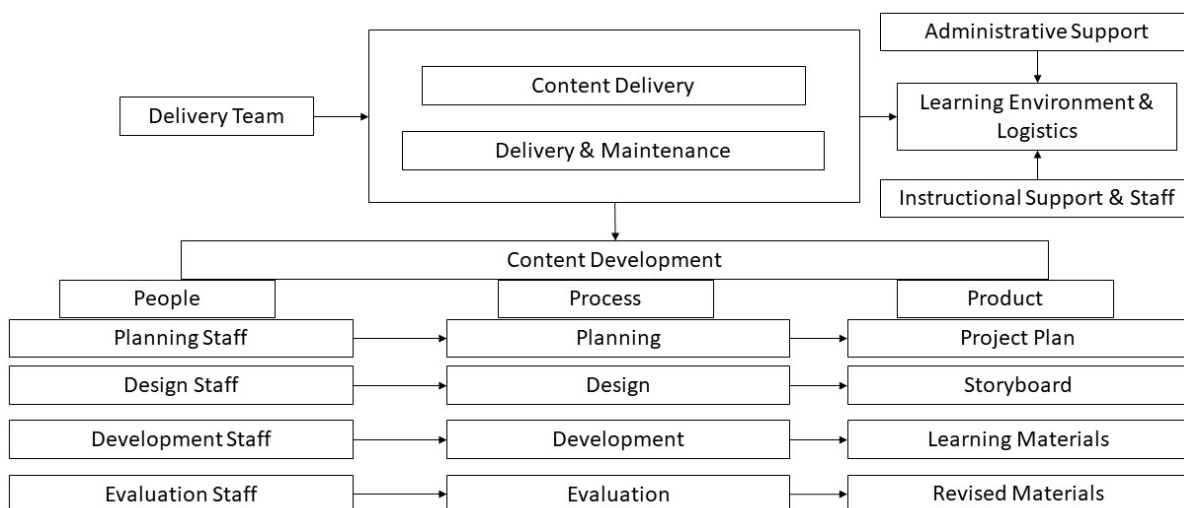 Administrative Support
Content Delivery
Delivery Team
Learning Environment &
Logistics
Delivery & Maintenance
Instructional Support & Staff
Content Development
People
Process
Product
Planning Staff
Planning
Project Plan
Design Staff
Design
Storyboard
Development Staff
Development
Learning Materials
Evaluation Staff
Evaluation
Revised Materials